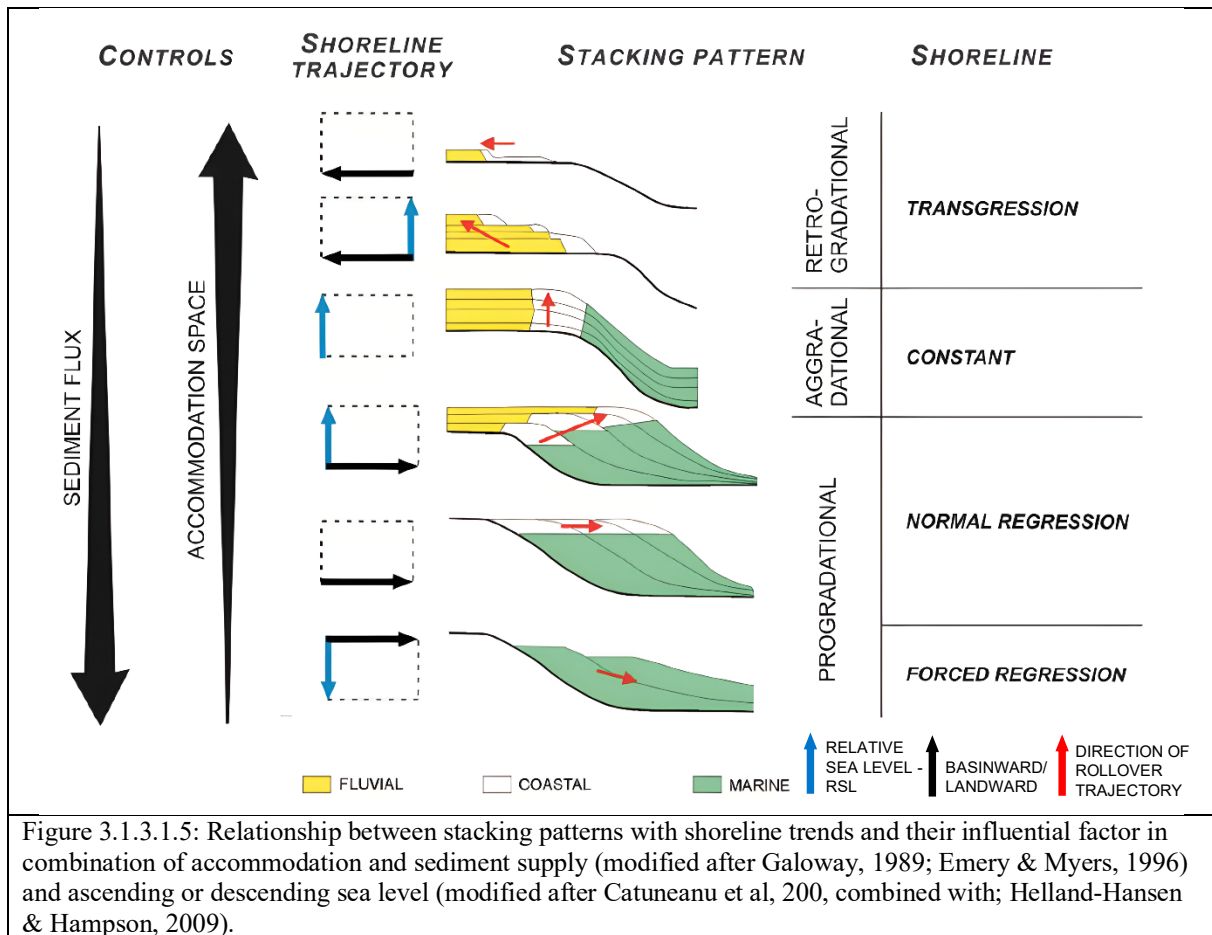 CONTROLS
SHORELINE
TRAJECTORY
STACKING PATTERN
SHORELINE
SEDIMENT FLUX
ACCOMMODATION SPACE
RETRO-
GRADATIONAL
TRANSGRESSION
AGGRA-
DATIONAL
CONSTANT
PROGRADATIONAL
NORMAL REGRESSION
FORCED REGRESSION
FLUVIAL
COASTAL
MARINE
RELATIVE
SEA LEVEL -
RSL
BASINWARD/
LANDWARD
DIRECTION OF
ROLLOVER
TRAJECTORY
Figure 3.1.3.1.5: Relationship between stacking patterns with shoreline trends and their influential factor in
combination of accommodation and sediment supply (modified after Galoway, 1989; Emery & Myers, 1996)
and ascending or descending sea level (modified after Catuneanu et al, 200, combined with; Helland-Hansen
& Hampson, 2009).